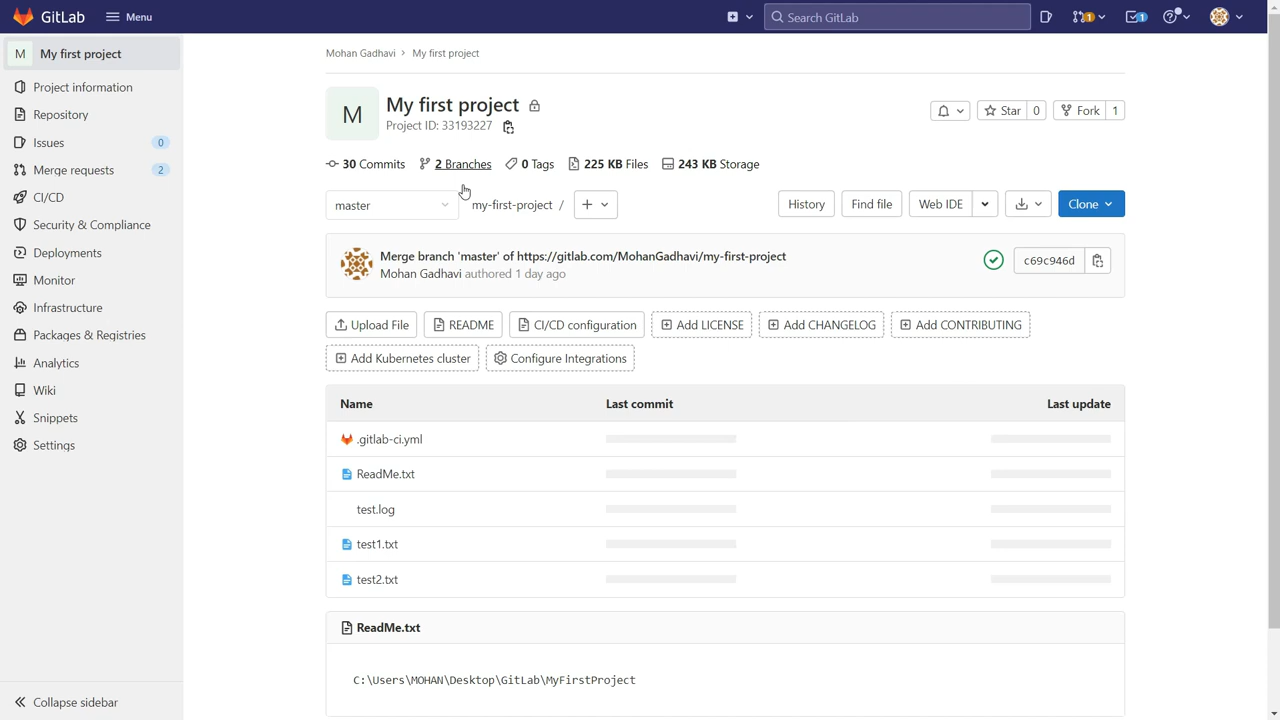 GitLab Menu Search GitLab 1 1
M My first project
Project information
Repository
Issues 0
Merge requests 2
CI/CD
Security & Compliance
Deployments
Monitor
Infrastructure
Packages & Registries
Analytics
Wiki
Snippets
Settings
Collapse sidebar
Mohan Gadhavi > My first project
M
My first project
Project ID: 33193227
Star 0 Fork 1
30 Commits 2 Branches 0 Tags 225 KB Files 243 KB Storage
master my-first-project / + History Find file Web IDE Clone
Merge branch 'master' of https://gitlab.com/MohanGadhavi/my-first-project
Mohan Gadhavi authored 1 day ago
c69c946d
Upload File README CI/CD configuration Add LICENSE Add CHANGELOG Add CONTRIBUTING
Add Kubernetes cluster Configure Integrations
Name Last commit Last update
.gitlab-ci.yml
ReadMe.txt
test.log
test1.txt
test2.txt
ReadMe.txt
C:\Users\MOHAN\Desktop\GitLab\MyFirstProject